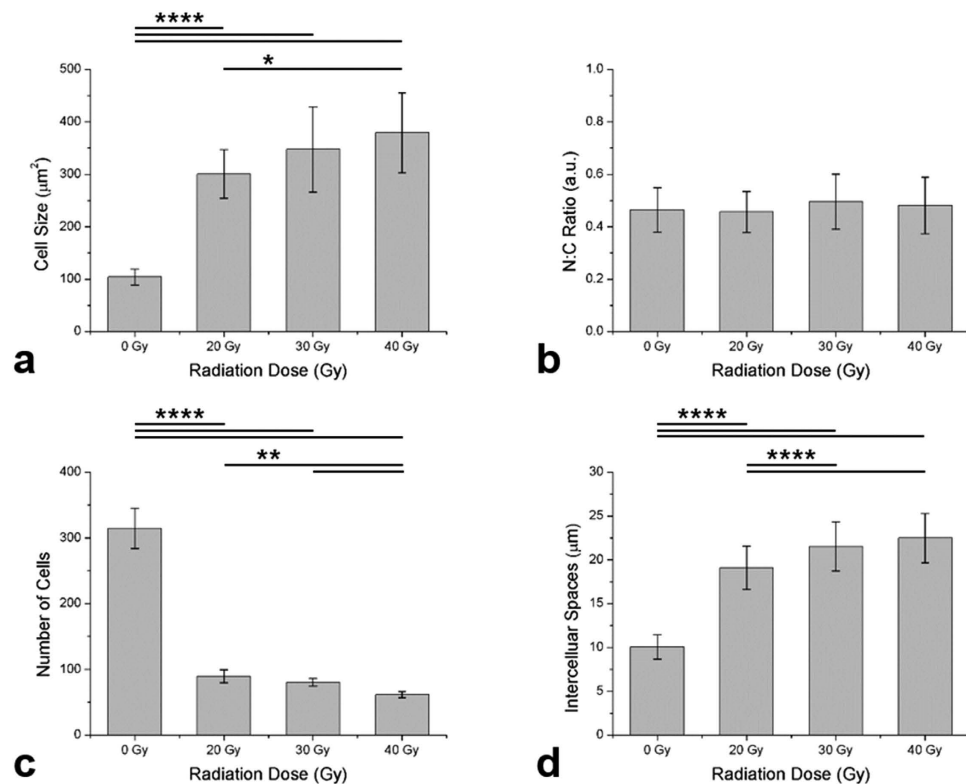 ****
*
500
400
300
200
100
0
Cell Size (μm²)
0 Gy 20 Gy 30 Gy 40 Gy
Radiation Dose (Gy)
a
1.0
0.8
0.6
0.4
0.2
0.0
N:C Ratio (a.u.)
0 Gy 20 Gy 30 Gy 40 Gy
Radiation Dose (Gy)
b
****
**
400
300
200
100
0
Number of Cells
0 Gy 20 Gy 30 Gy 40 Gy
Radiation Dose (Gy)
c
****
****
30
25
20
15
10
5
0
Intercelluar Spaces (μm)
0 Gy 20 Gy 30 Gy 40 Gy
Radiation Dose (Gy)
d